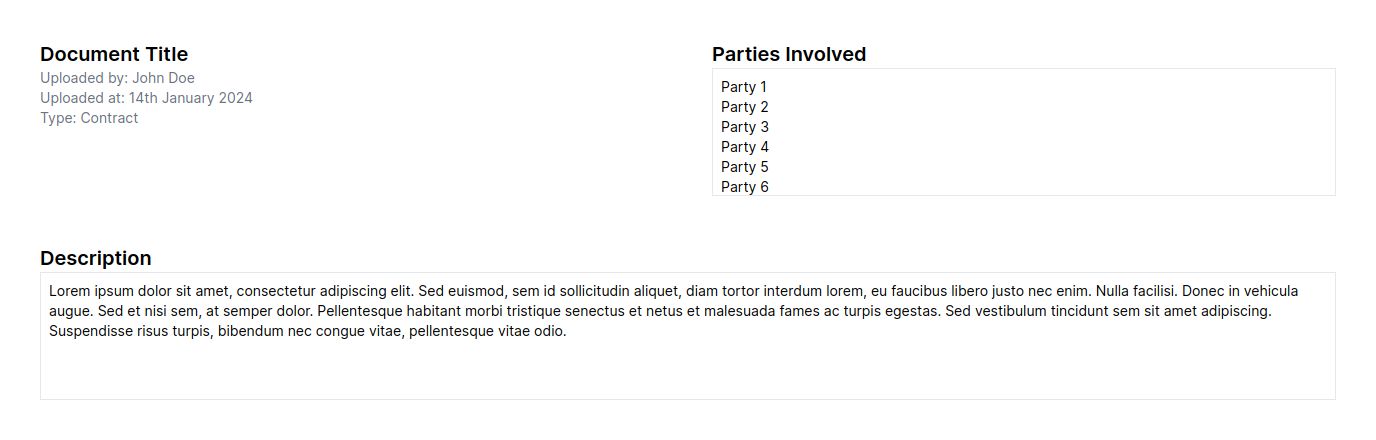 Document Title
Uploaded by: John Doe
Uploaded at: 14th January 2024
Type: Contract
Parties Involved
Party 1
Party 2
Party 3
Party 4
Party 5
Party 6
Description
Lorem ipsum dolor sit amet, consectetur adipiscing elit. Sed euismod, sem id sollicitudin aliquet, diam tortor interdum lorem, eu faucibus libero justo nec enim. Nulla facilisi. Donec in vehicula
augue. Sed et nisi sem, at semper dolor. Pellentesque habitant morbi tristique senectus et netus et malesuada fames ac turpis egestas. Sed vestibulum tincidunt sem sit amet adipiscing.
Suspendisse risus turpis, bibendum nec congue vitae, pellentesque vitae odio.